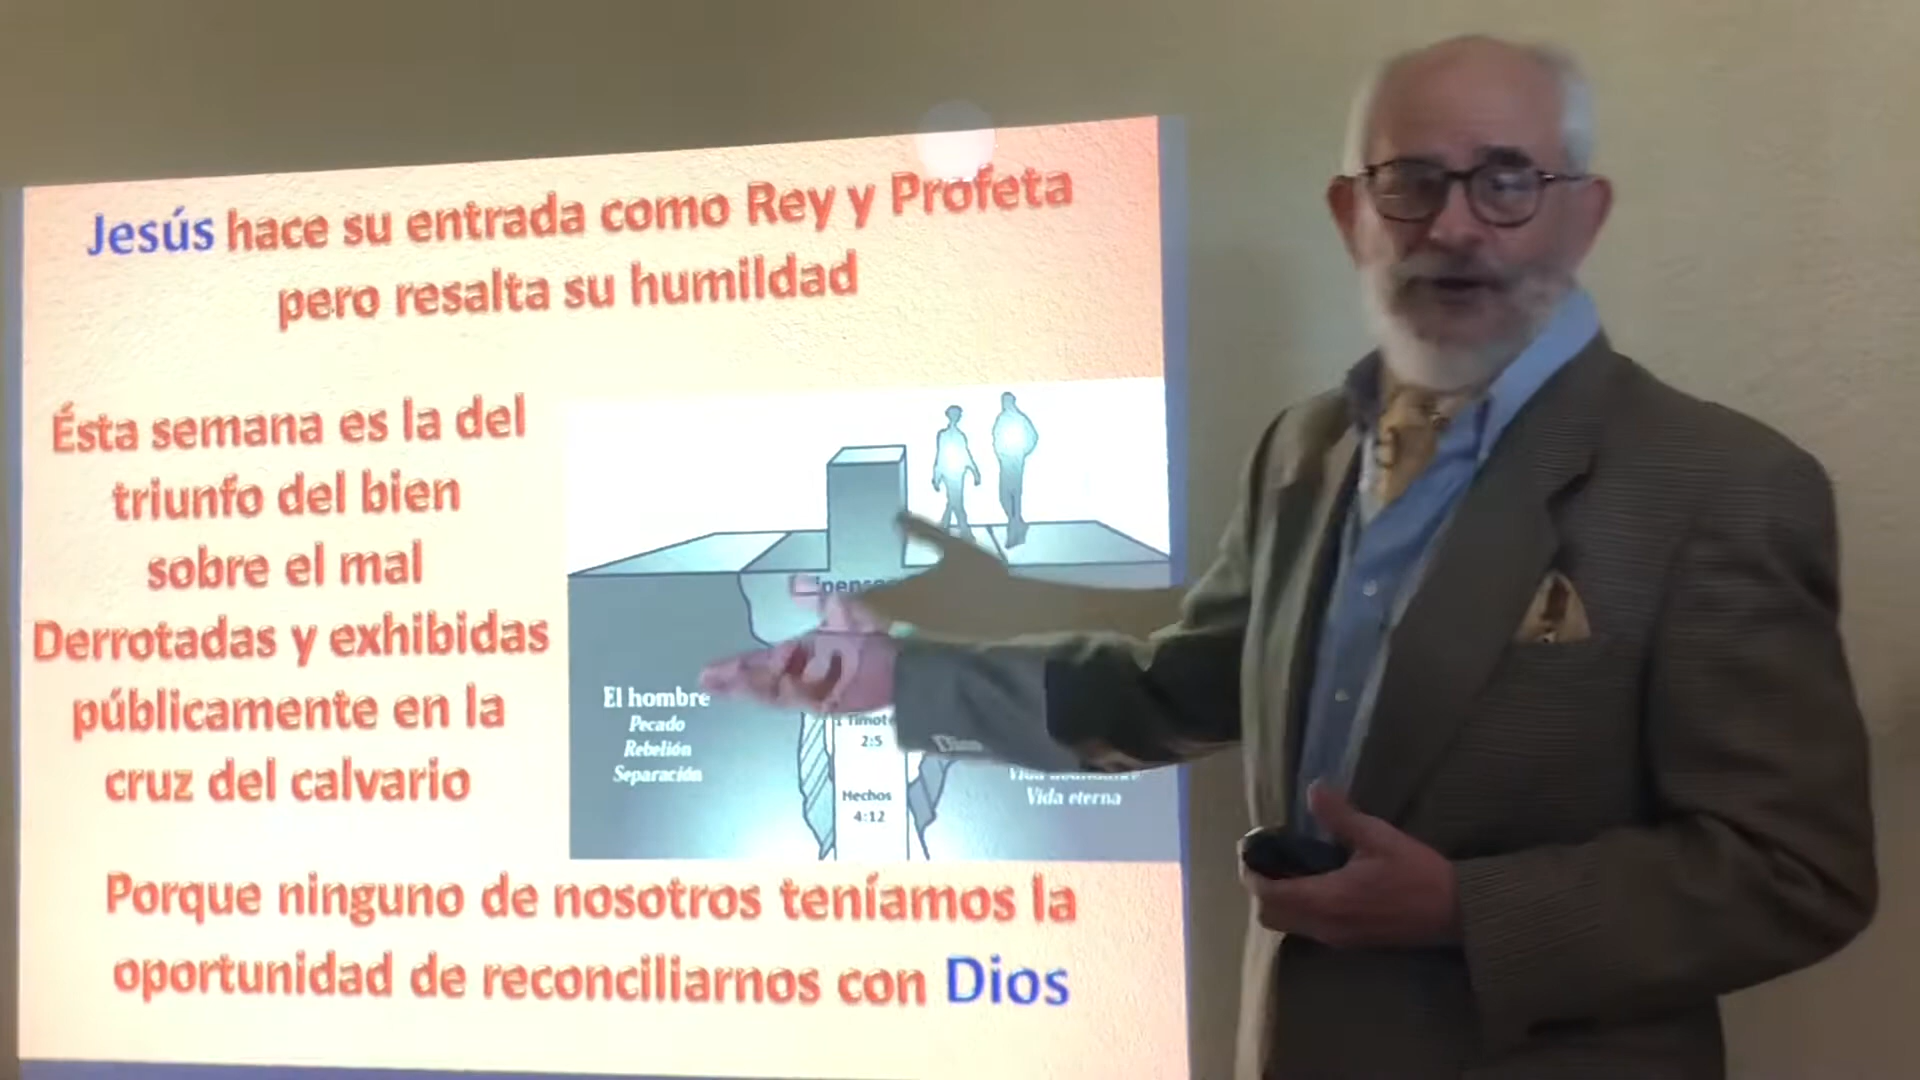 Jesús hace su entrada como Rey y Profeta
pero resalta su humildad
Ésta semana es la del
triunfo del bien
sobre el mal
Derrotadas y exhibidas
públicamente en la
cruz del calvario
El hombre
Pecado
Rebelión
Separación
2:5
Hechos
4:12
Dios
Vida
Vida eterna
Porque ninguno de nosotros teníamos la
oportunidad de reconciliarnos con Dios